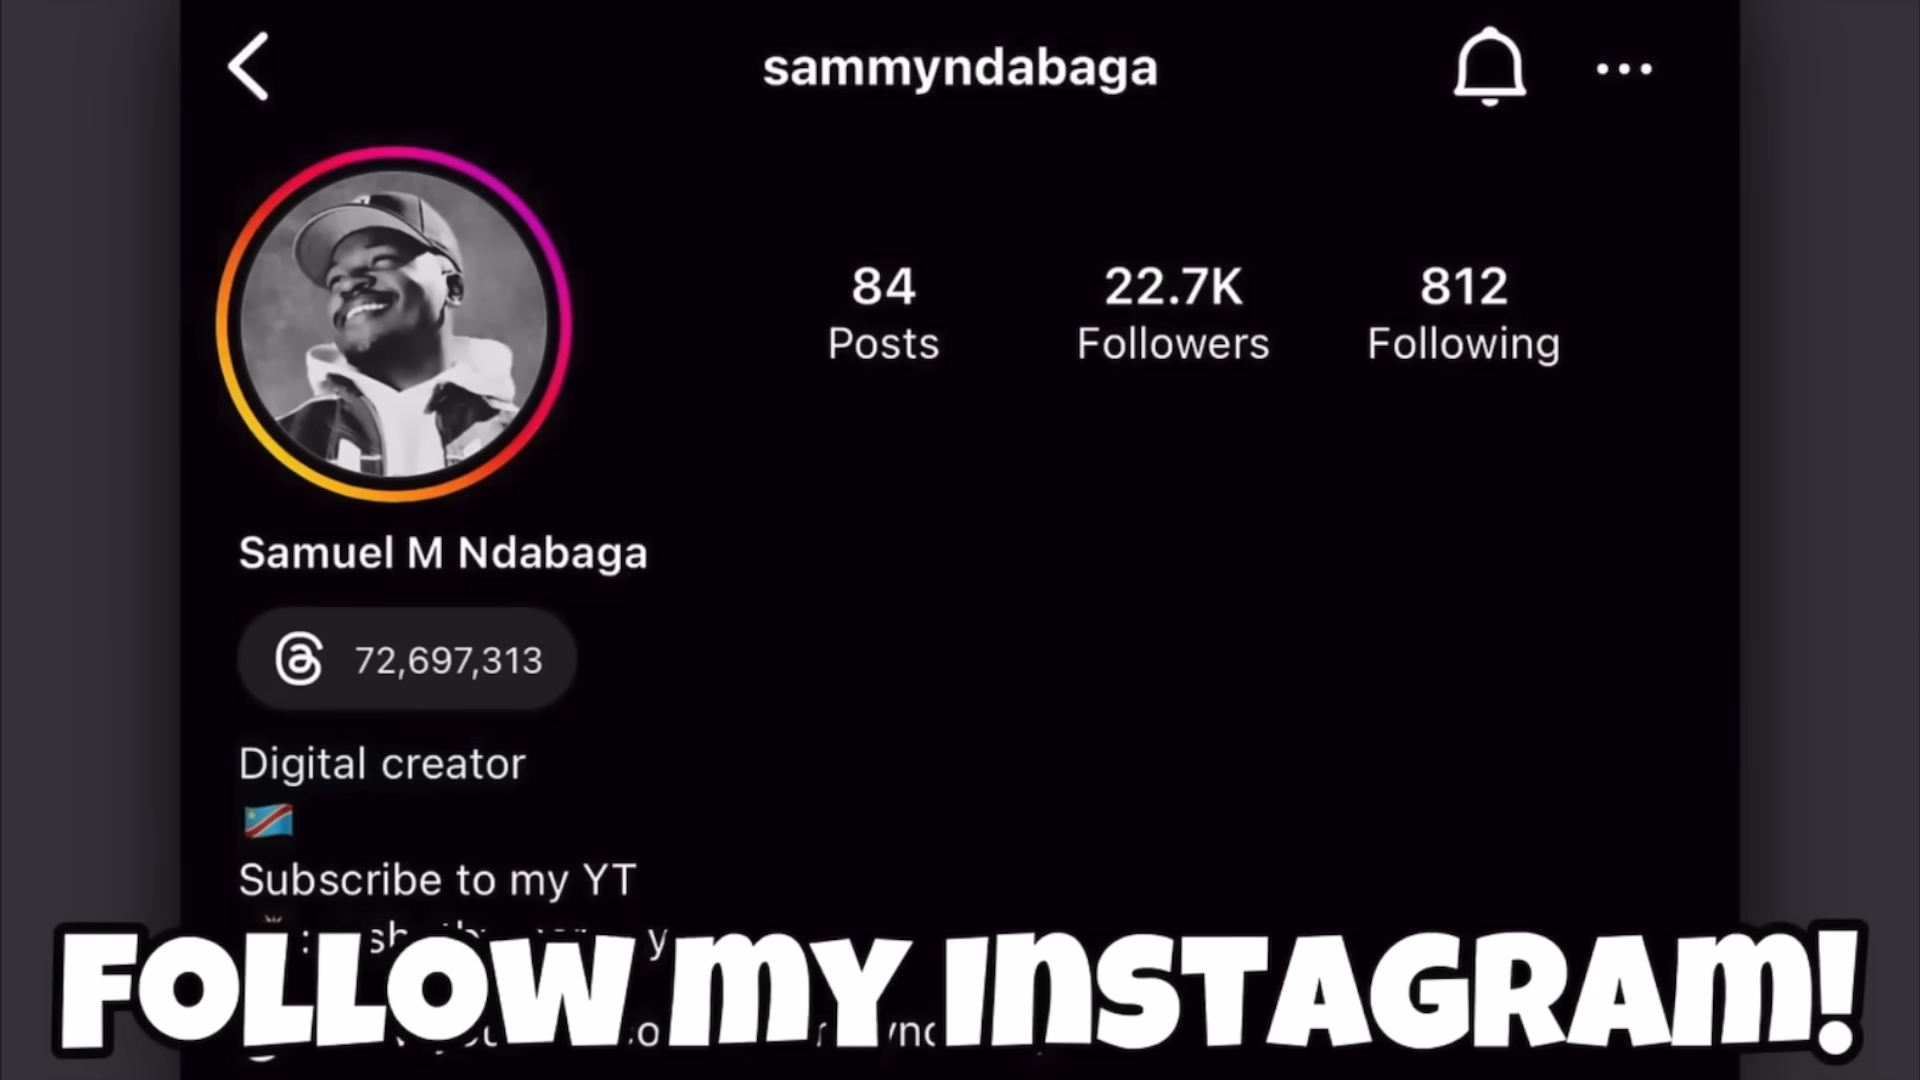 sammyndabaga
84 22.7K 812
Posts Followers Following
Samuel M Ndabaga
72,697,313
Digital creator
Subscribe to my YT
FOLLOW MY INSTAGRAM!